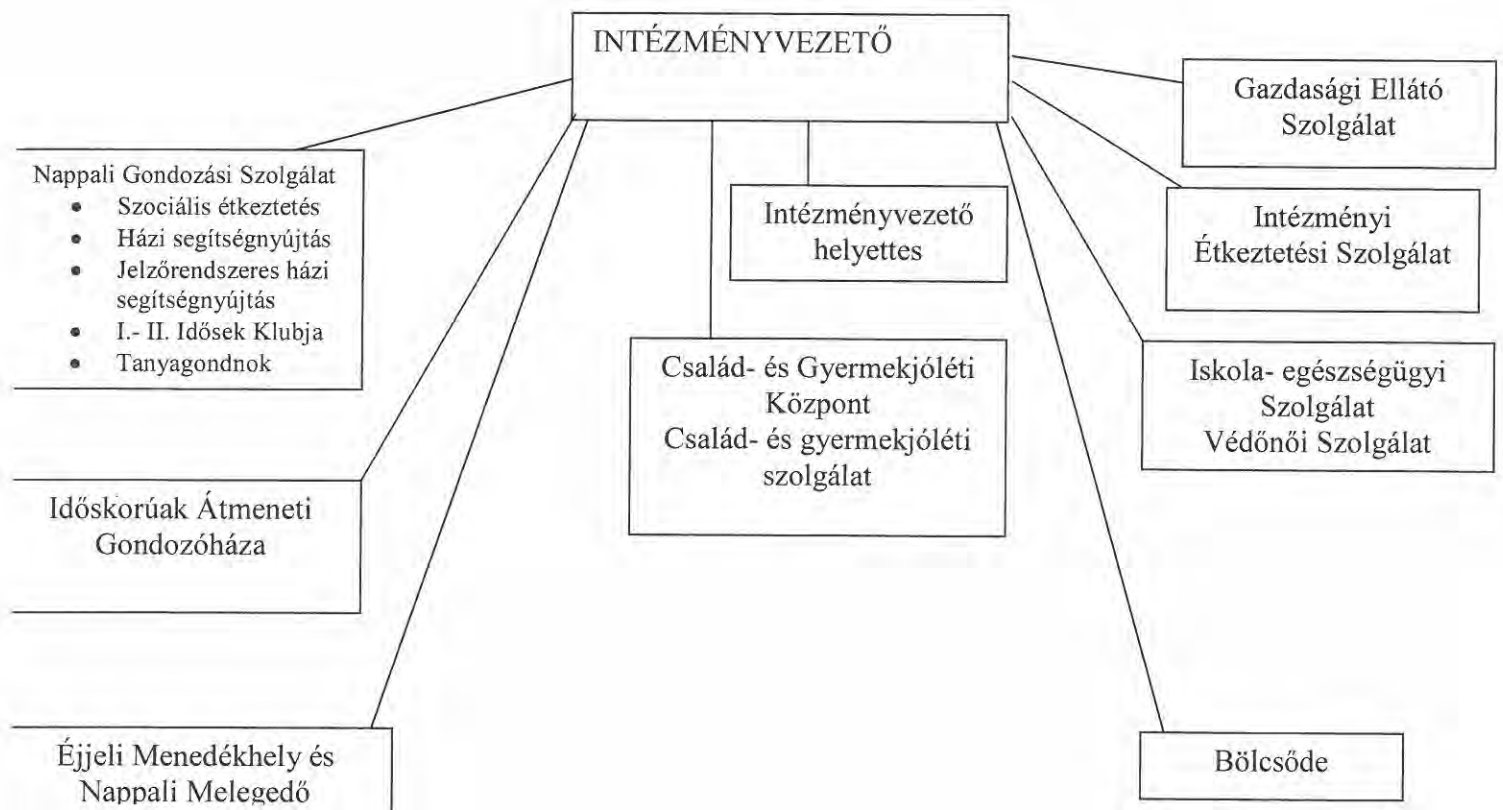 INTÉZMÉNYVEZETŐ
Gazdasági Ellátó
Szolgálat
Nappali Gondozási Szolgálat
• Szociális étkeztetés
• Házi segítségnyújtás
• Jelzőrendszeres házi
segítségnyújtás
• I.- II. Idősek Klubja
• Tanyagondnok
Intézményvezető
helyettes
Intézményi
Étkeztetési Szolgálat
Család- és Gyermekjóléti
Központ
Család- és gyermekjóléti
szolgálat
Iskola- egészségügyi
Szolgálat
Védőnői Szolgálat
Időskorúak Átmeneti
Gondozóháza
Éjjeli Menedékhely és
Nappali Melegedő
Bölcsőde